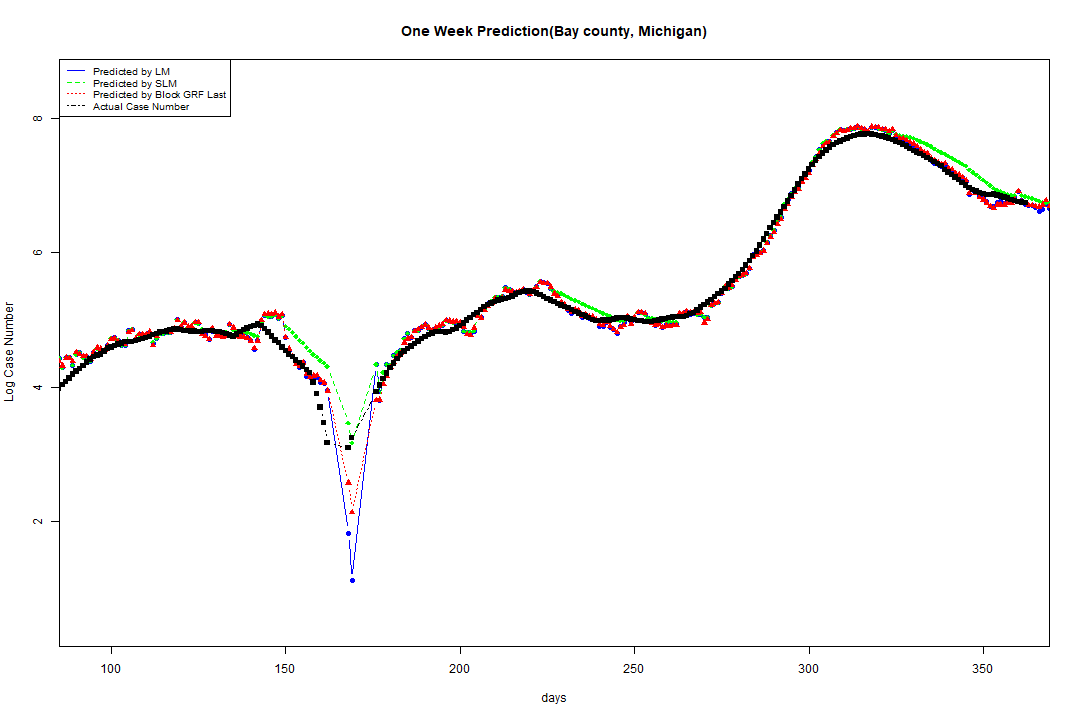 One Week Prediction(Bay county, Michigan)
Predicted by LM
Predicted by SLM
Predicted by Block GRF Last
Actual Case Number
8
6
4
2
Log Case Number
100 150 200 250 300 350
days